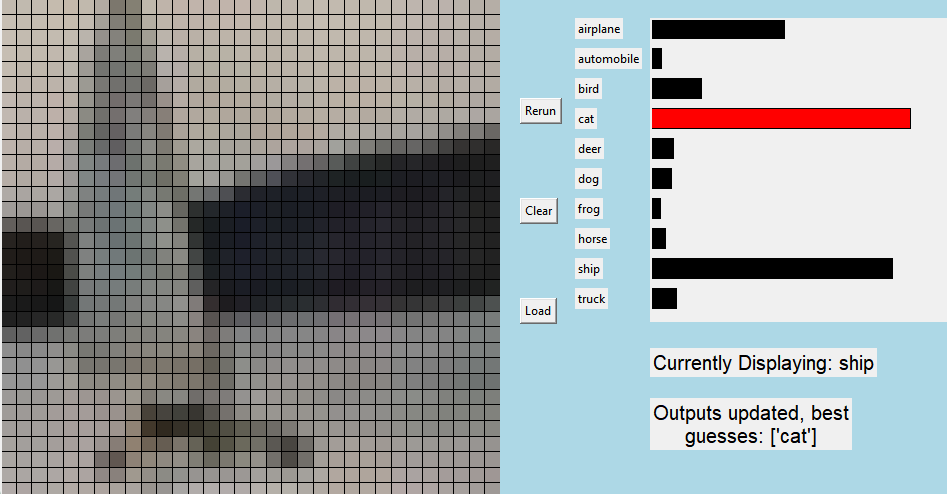 airplane
automobile
bird
Rerun
cat
deer
dog
Clear
frog
horse
ship
Load
truck
Currently Displaying: ship
Outputs updated, best
guesses: ['cat']